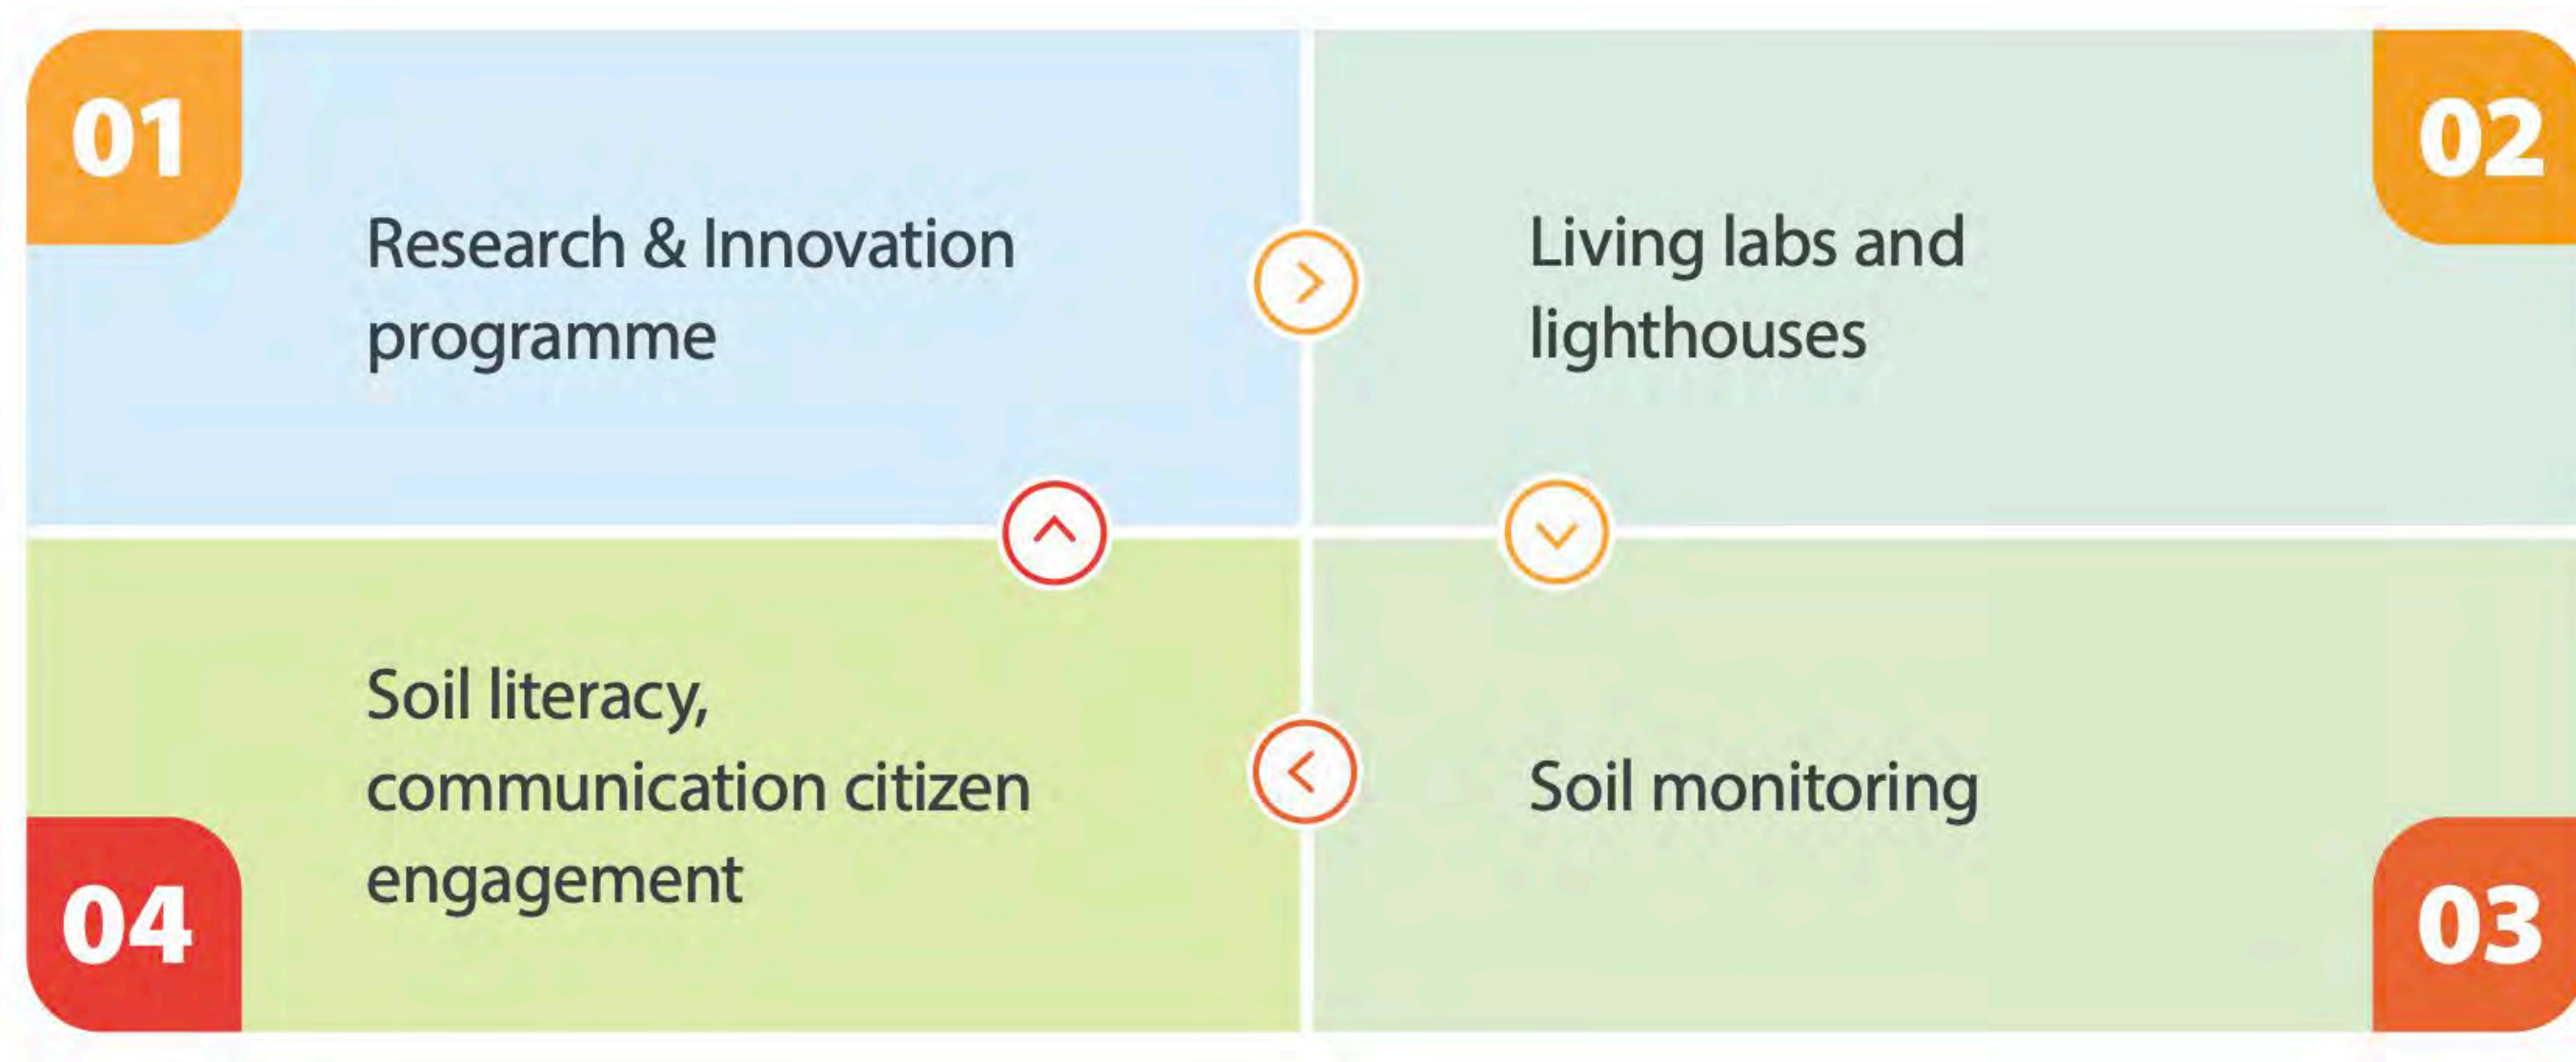 01
Research & Innovation
programme
02
Living labs and
lighthouses
03
Soil monitoring
04
Soil literacy,
communication citizen
engagement